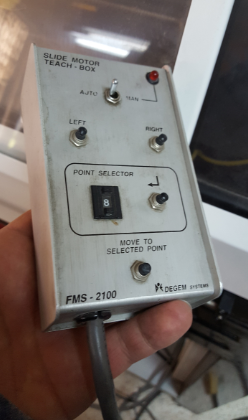 SLIDE MOTOR
TEACH-BOX
AUTO TEACH
LEFT RIGHT
POINT SELECTOR
8
MOVE TO
SELECTED POINT
FMS - 2100 DEGEM SYSTEMS